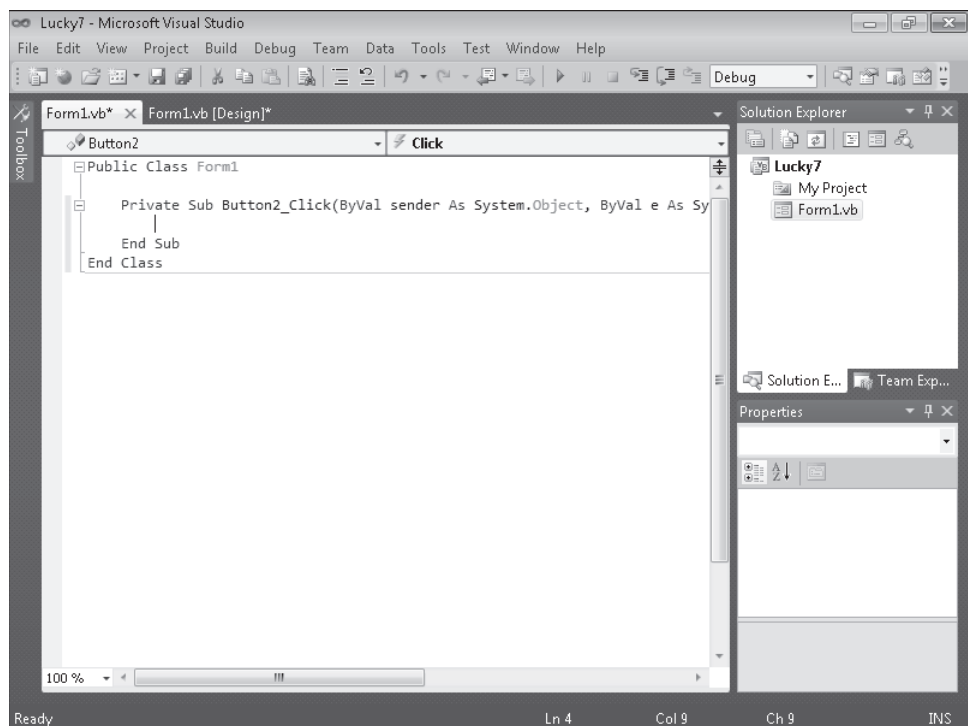 Lucky7 - Microsoft Visual Studio
File Edit View Project Build Debug Team Data Tools Test Window Help
Debug
Toolbox
Form1.vb* Form1.vb [Design]*
Button2
Click
Public Class Form1
Private Sub Button2_Click(ByVal sender As System.Object, ByVal e As Sy
End Sub
End Class
100 %
Solution Explorer
Lucky7
My Project
Form1.vb
Solution E... Team Exp...
Properties
Ready Ln 4 Col 9 Ch 9 INS